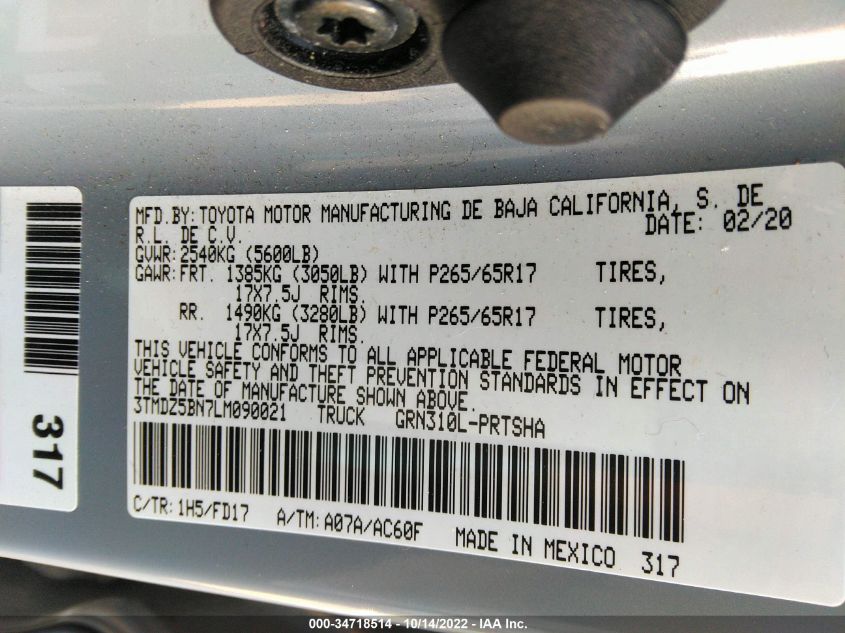 MFD.BY: TOYOTA MOTOR MANUFACTURING DE BAJA CALIFORNIA, S. DE
R.L. DE C.V. DATE: 02/20
GVWR: 2540KG (5600LB)
GAWR: FRT. 1385KG (3050LB) WITH P265/65R17 TIRES,
17X7.5J RIMS.
RR. 1490KG (3280LB) WITH P265/65R17 TIRES,
17X7.5J RIMS.
THIS VEHICLE CONFORMS TO ALL APPLICABLE FEDERAL MOTOR
VEHICLE SAFETY AND THEFT PREVENTION STANDARDS IN EFFECT ON
THE DATE OF MANUFACTURE SHOWN ABOVE.
3TMDZ5BN7LM090021 TRUCK GRN310L-PRTSHA
C/TR: 1H5/FD17 A/TM: A07A/AC60F MADE IN MEXICO 317
317
000-34718514 - 10/14/2022 - IAA Inc.